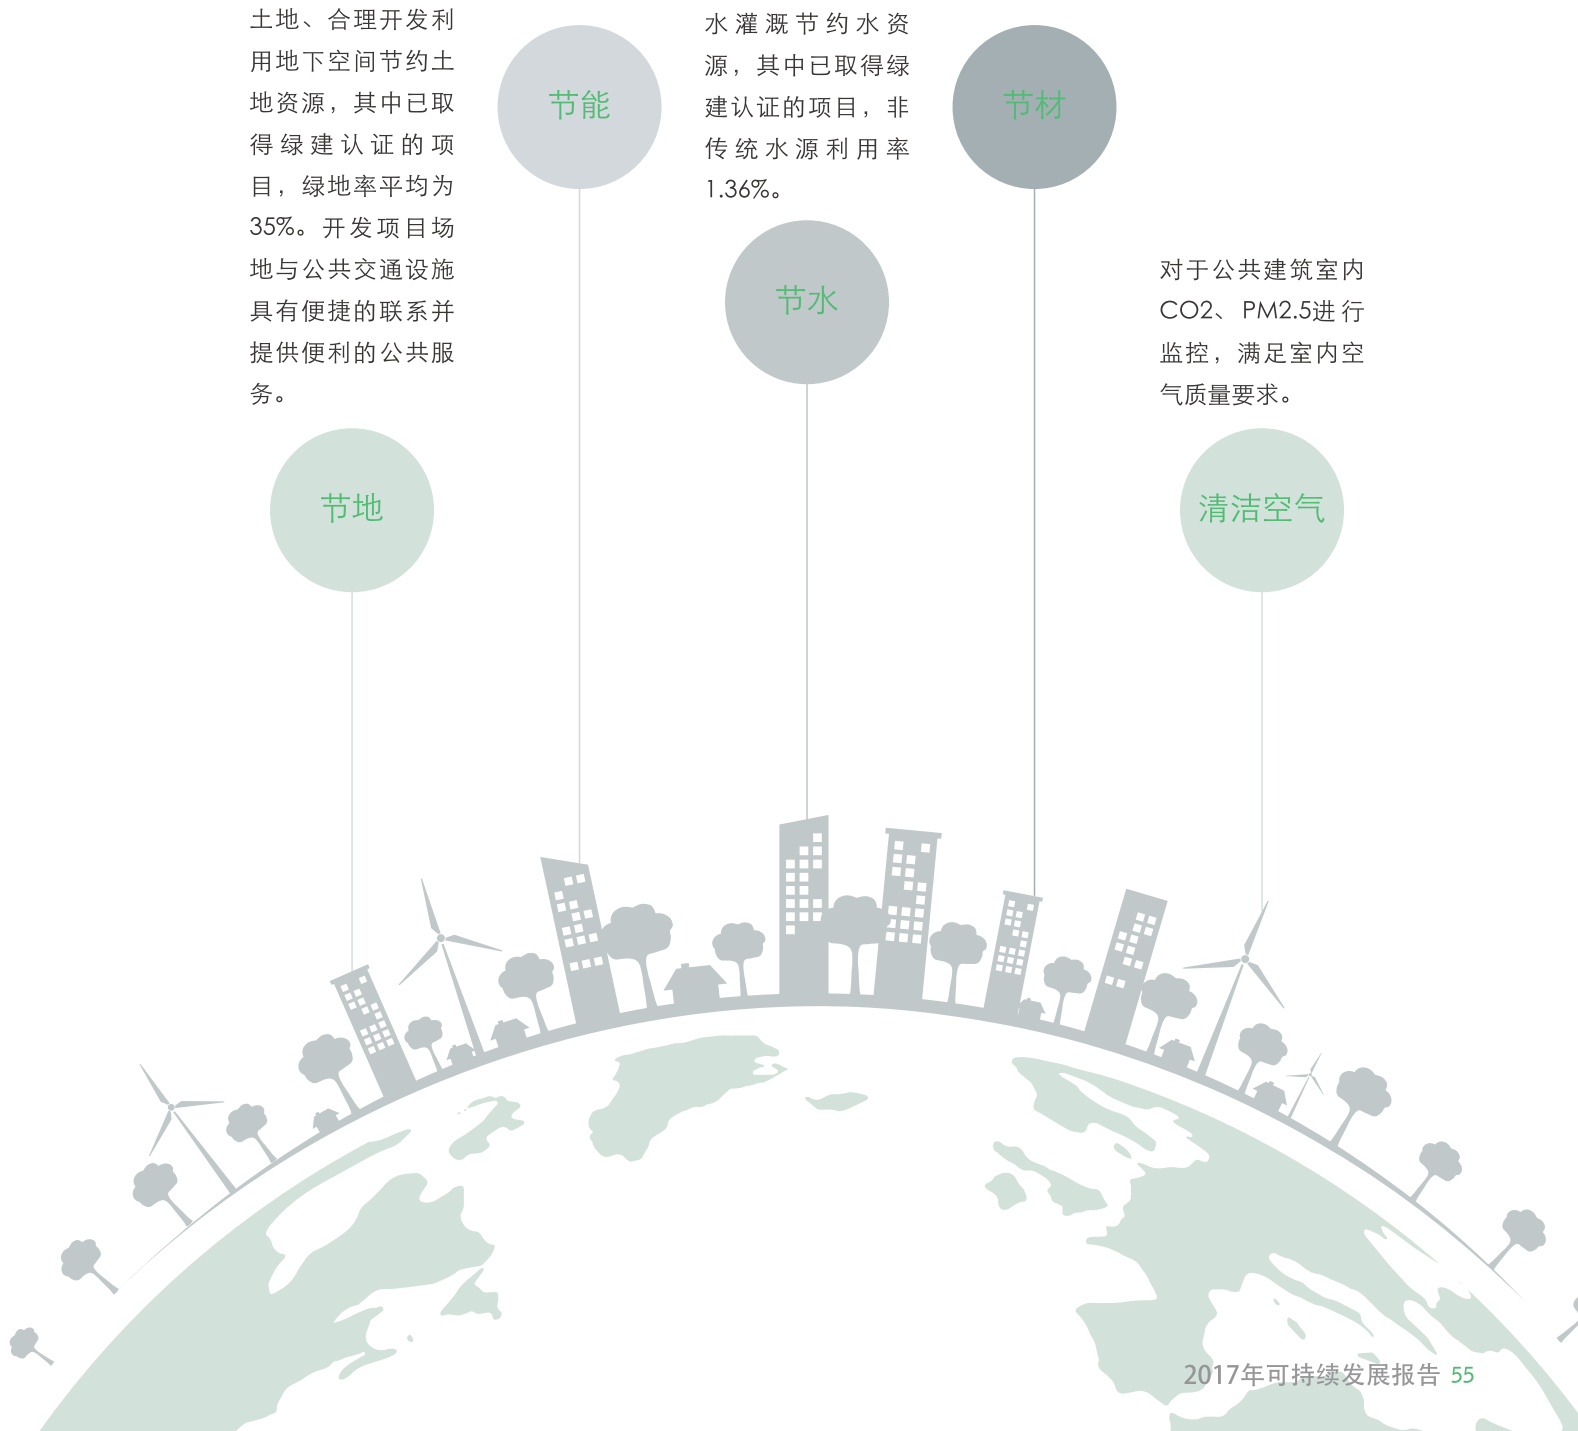 土地、合理开发利
用地下空间节约土
地资源，其中已取
得绿建认证的项
目，绿地率平均为
35%。开发项目场
地与公共交通设施
具有便捷的联系并
提供便利的公共服
务。
节地
节能
水灌溉节约水资
源，其中已取得绿
建认证的项目，非
传统水源利用率
1.36%。
节水
节材
对于公共建筑室内
CO2、PM2.5进行
监控，满足室内空
气质量要求。
清洁空气
2017年可持续发展报告 55